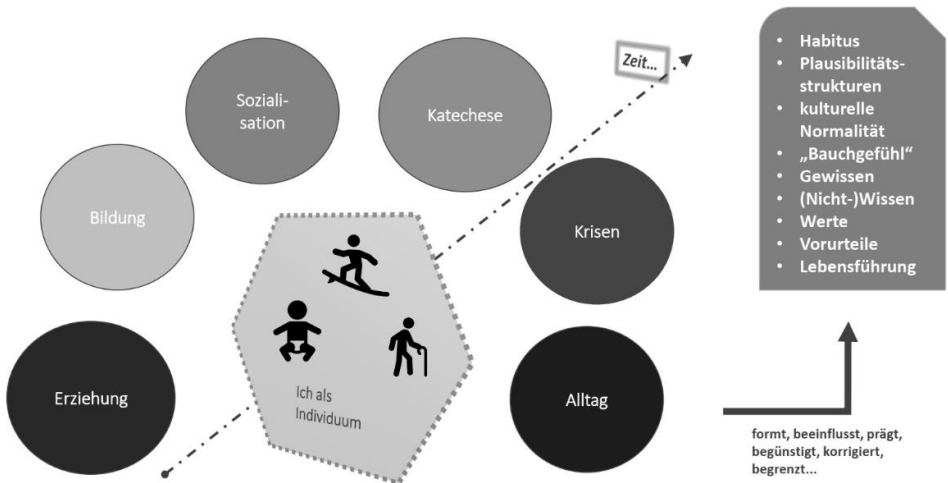 Zeit...
Soziali-
sation
Katechese
Bildung
Krisen
Erziehung
Ich als
Individuum
Alltag
• Habitus
• Plausibilitäts-
strukturen
• kulturelle
Normalität
• „Bauchgefühl“
• Gewissen
• (Nicht-)Wissen
• Werte
• Vorurteile
• Lebensführung
formt, beeinflusst, prägt,
begünstigt, korrigiert,
begrenzt...